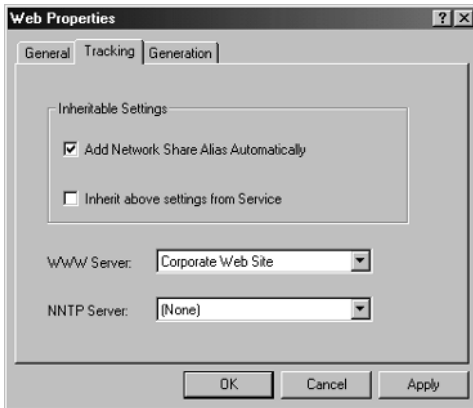 Web Properties
General Tracking Generation
Inheritable Settings
Add Network Share Alias Automatically
Inherit above settings from Service
WWW Server: Corporate Web Site
NNTP Server: (None)
OK Cancel Apply